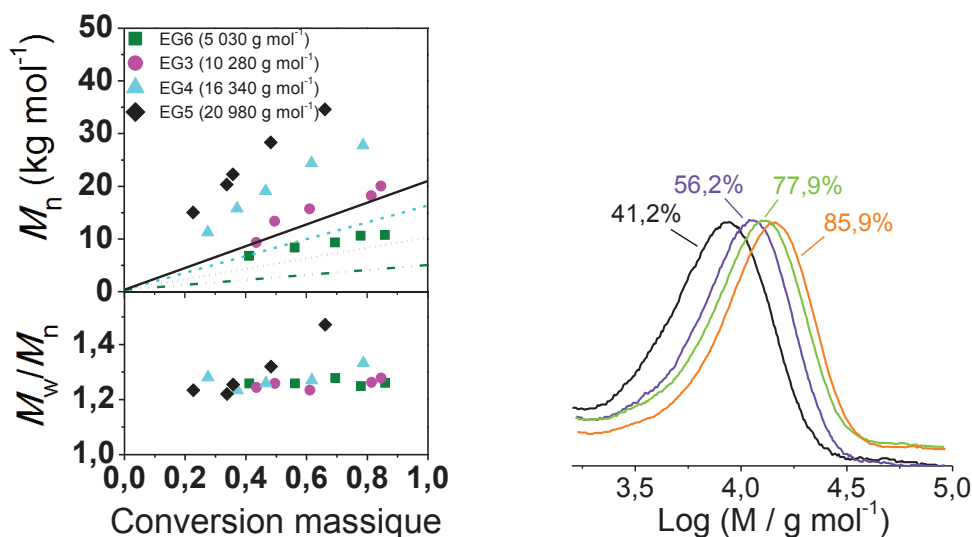 50
40
30
20
10
0
M_n (kg mol⁻¹)
EG6 (5 030 g mol⁻¹)
EG3 (10 280 g mol⁻¹)
EG4 (16 340 g mol⁻¹)
EG5 (20 980 g mol⁻¹)
1,4
1,2
1,0
M_w/M_n
0,0 0,2 0,4 0,6 0,8 1,0
Conversion massique
56,2% 77,9%
41,2% 85,9%
3,5 4,0 4,5 5,0
Log (M / g mol⁻¹)